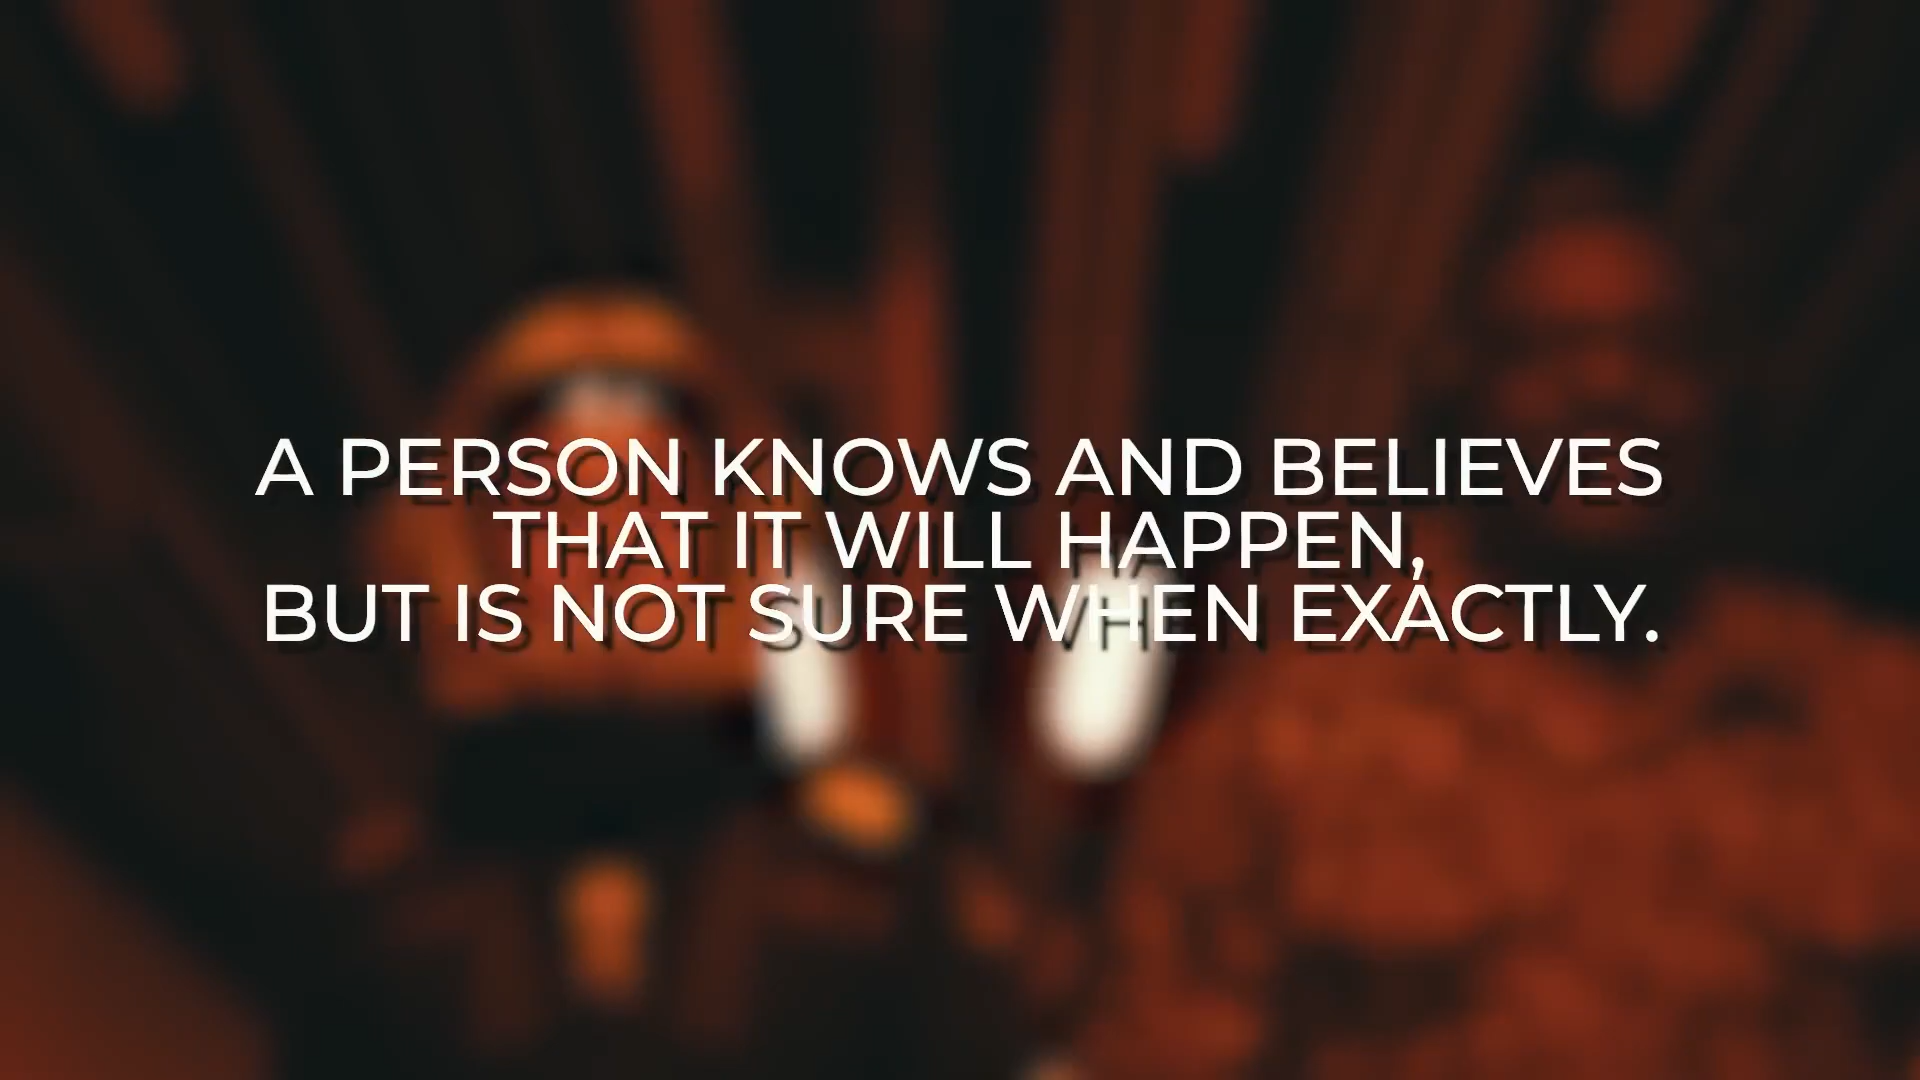 A PERSON KNOWS AND BELIEVES
THAT IT WILL HAPPEN,
BUT IS NOT SURE WHEN EXACTLY.